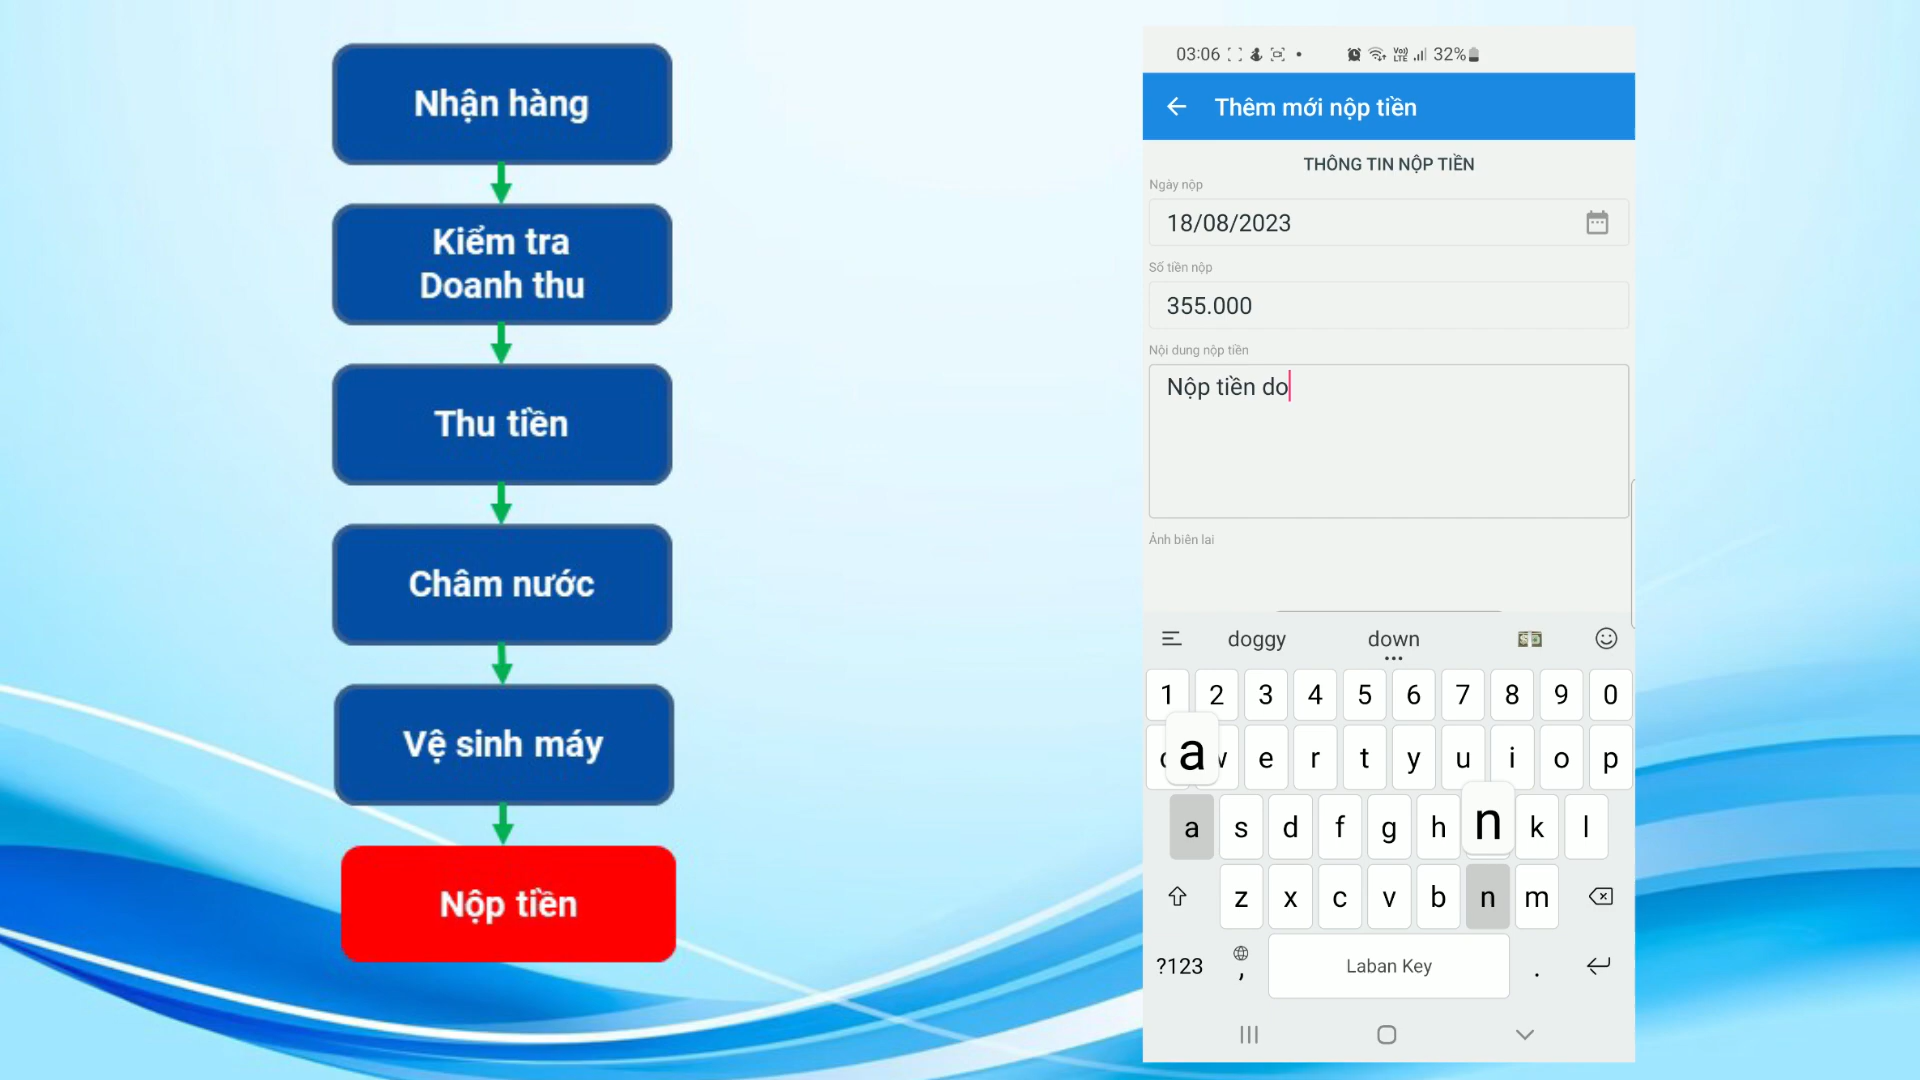 Nhận hàng
Kiểm tra
Doanh thu
Thu tiền
Châm nước
Vệ sinh máy
Nộp tiền
03:06 32%
Thêm mới nộp tiền
THÔNG TIN NỘP TIỀN
Ngày nộp
18/08/2023
Số tiền nộp
355.000
Nội dung nộp tiền
Nộp tiền do
Ảnh biên lai
doggy down
1 2 3 4 5 6 7 8 9 0
a e r t y u i o p
a s d f g h n k l
z x c v b n m
?123 , Laban Key .